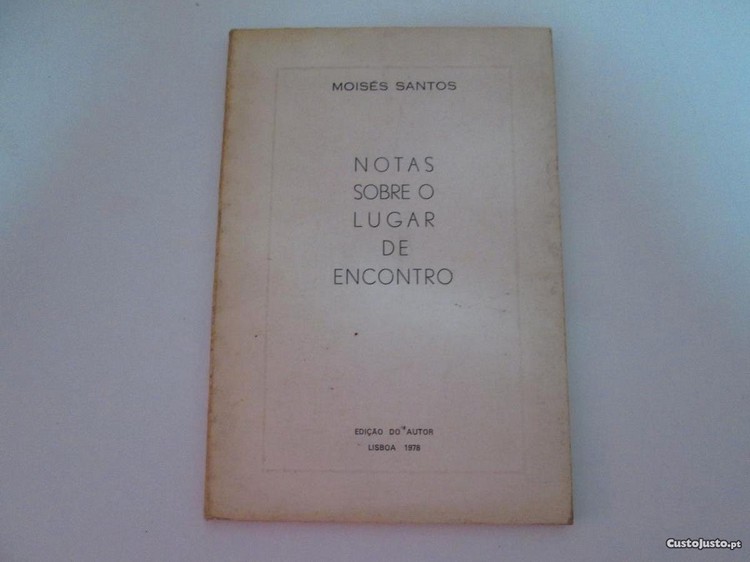 MOISÉS SANTOS
NOTAS
SOBRE O
LUGAR
DE
ENCONTRO
EDIÇÃO DO AUTOR
LISBOA 1978
CustoJusto.pt